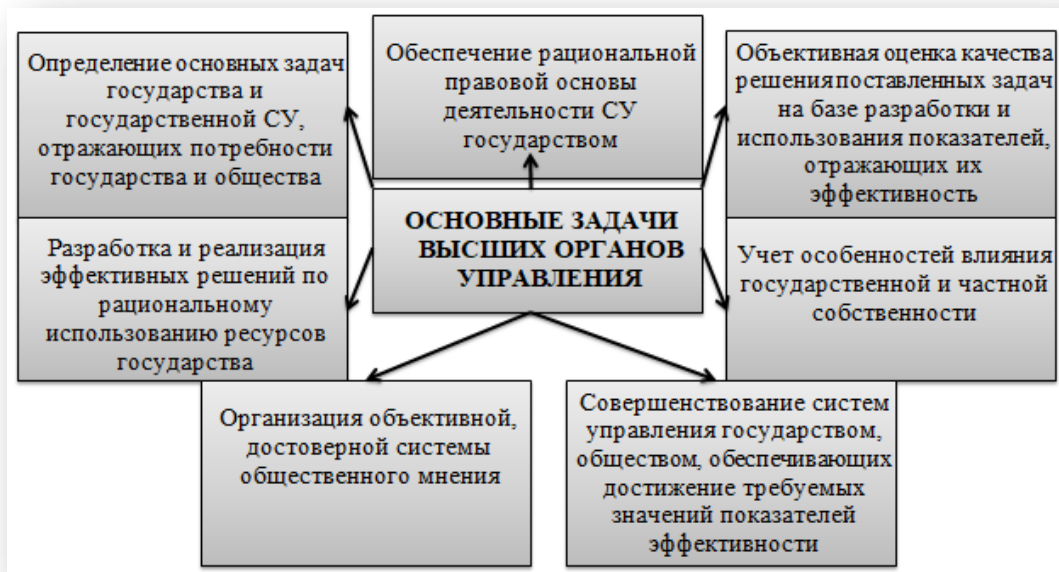 Определение основных задач
государства и
государственной СУ,
отражающих потребности
государства и общества
Обеспечение рациональной
правовой основы
деятельности СУ
государством
Объективная оценка качества
решения поставленных задач
на базе разработки и
использования показателей,
отражающих их
эффективность
ОСНОВНЫЕ ЗАДАЧИ
ВЫСШИХ ОРГАНОВ
УПРАВЛЕНИЯ
Разработка и реализация
эффективных решений по
рациональному
использованию ресурсов
государства
Учет особенностей влияния
государственной и частной
собственности
Организация объективной,
достоверной системы
общественного мнения
Совершенствование систем
управления государством,
обществом, обеспечивающих
достижение требуемых
значений показателей
эффективности